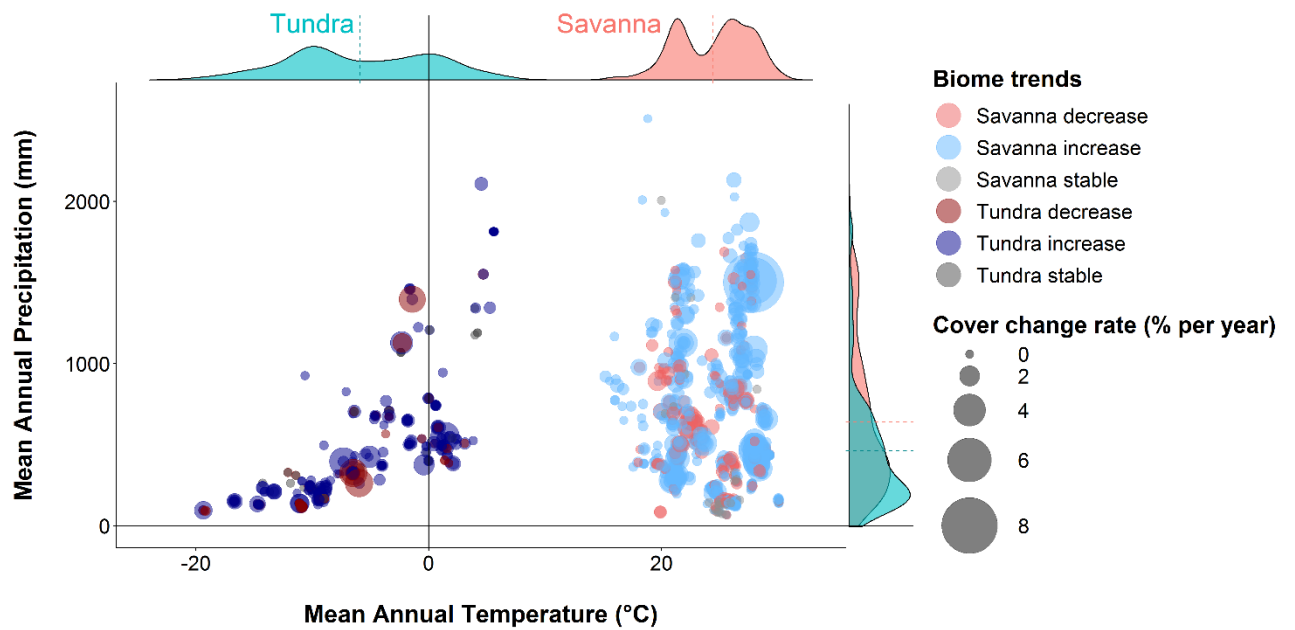 Tundra
Savanna
Mean Annual Precipitation (mm)
2000
1000
0
-20
0
20
Mean Annual Temperature (°C)
Biome trends
Savanna decrease
Savanna increase
Savanna stable
Tundra decrease
Tundra increase
Tundra stable
Cover change rate (% per year)
0
2
4
6
8